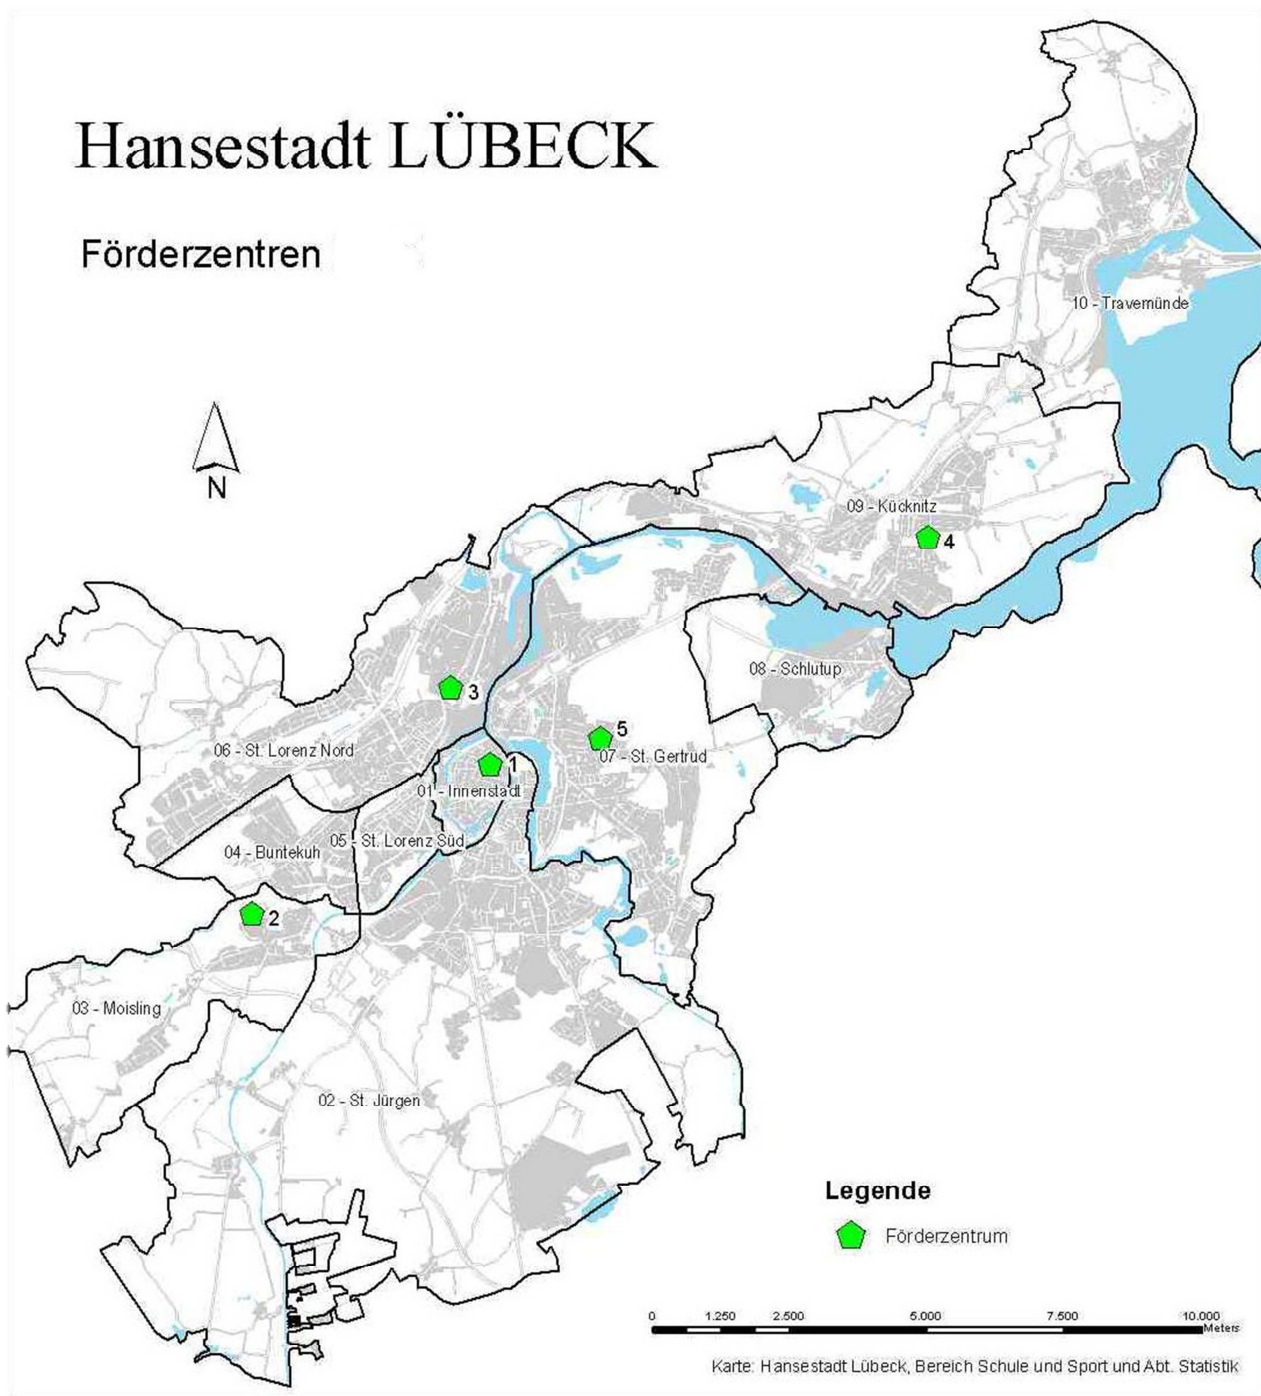 Hansestadt LÜBECK
Förderzentren
10 - Travemünde
N
09 - Kücknitz
4
08 - Schlutup
3
5
06 - St. Lorenz Nord
07 - St. Gertrud
1
01 - Innenstadt
05 - St. Lorenz Süd
04 - Buntekuh
2
03 - Moisling
02 - St. Jürgen
Legende
Förderzentrum
0 1.250 2.500 5.000 7.500 10.000
Meters
Karte: Hansestadt Lübeck, Bereich Schule und Sport und Abt. Statistik